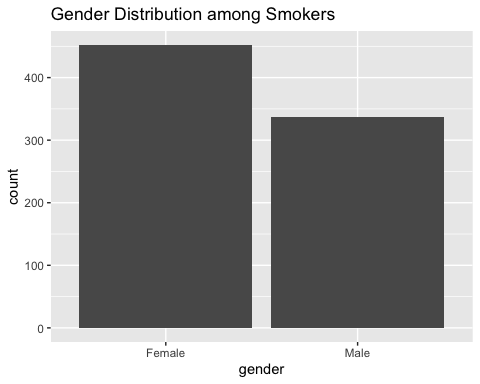 Gender Distribution among Smokers
400
300
200
100
0
count
Female Male
gender